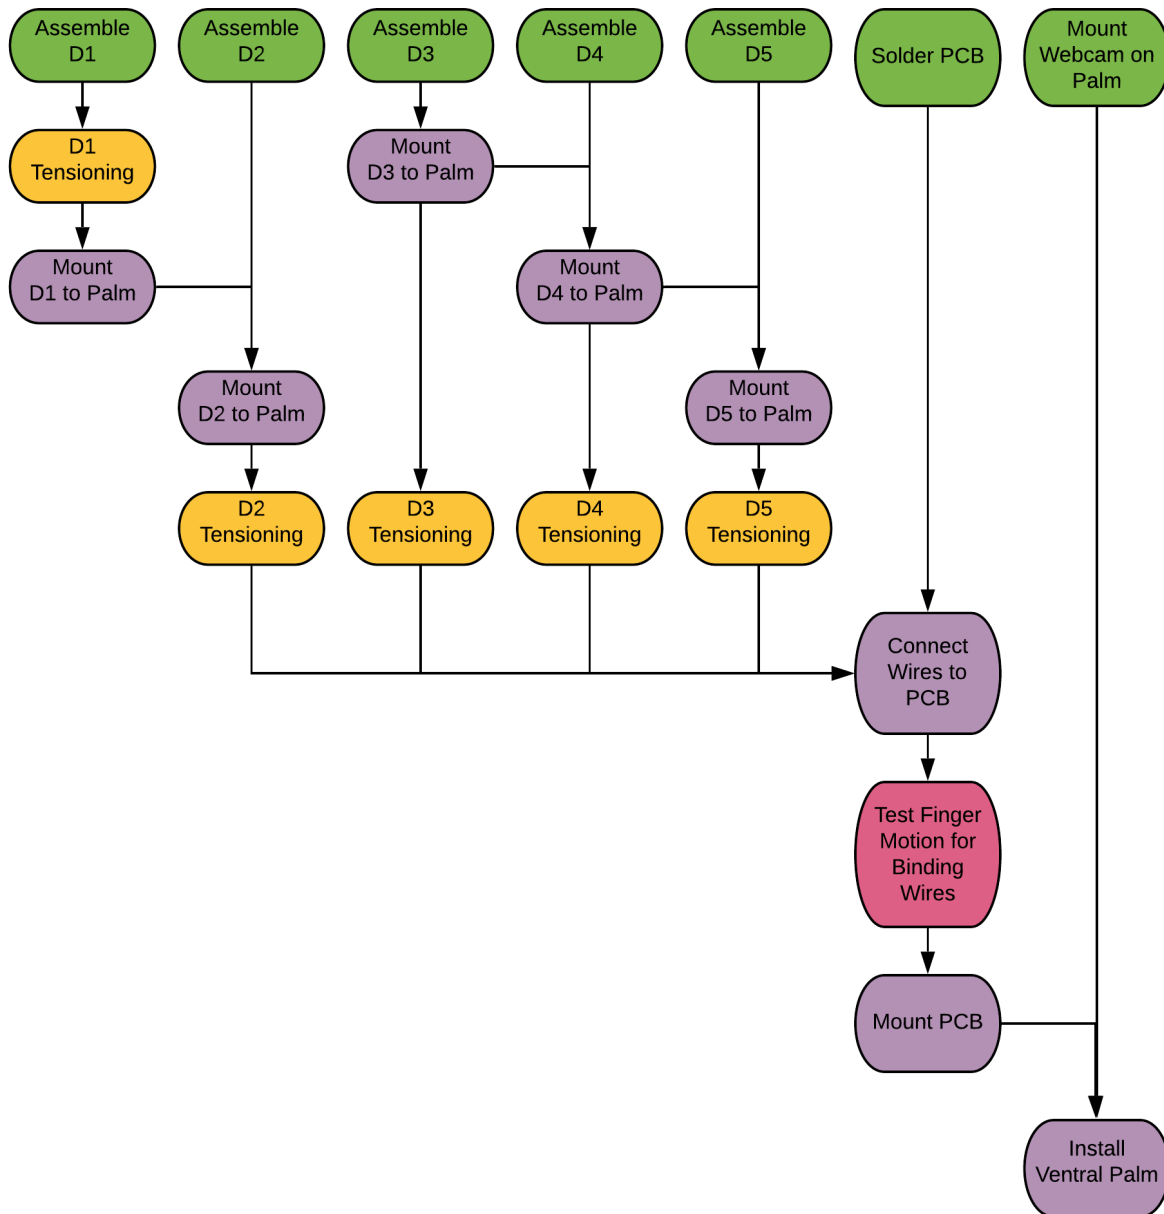 Assemble
D1
Assemble
D2
Assemble
D3
Assemble
D4
Assemble
D5
Solder PCB
Mount
Webcam on
Palm
D1
Tensioning
Mount
D3 to Palm
Mount
D1 to Palm
Mount
D4 to Palm
Mount
D2 to Palm
Mount
D5 to Palm
D2
Tensioning
D3
Tensioning
D4
Tensioning
D5
Tensioning
Connect
Wires to
PCB
Test Finger
Motion for
Binding
Wires
Mount PCB
Install
Ventral Palm